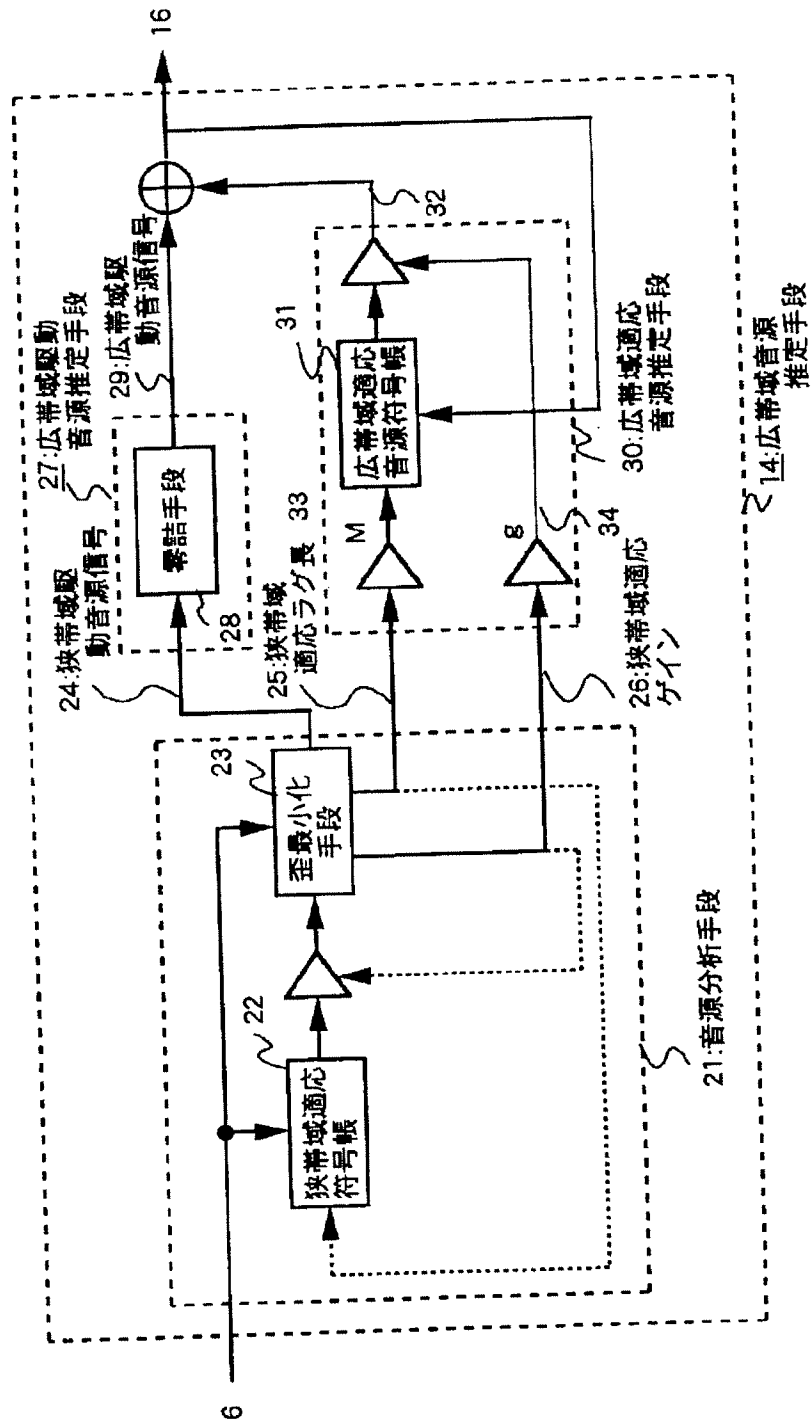 6
狭帯域適応
符号帳
22
歪最小化
手段
23
21:音源分析手段
24:狭帯域駆
動音源信号
25:狭帯域
適応ラグ長
26:狭帯域適応
ゲイン
27:広帯域駆動
音源推定手段
零詰手段
28
29:広帯域駆
動音源信号
33
M
31
広帯域適応
音源符号帳
32
g
34
30:広帯域適応
音源推定手段
14:広帯域音源
推定手段
16